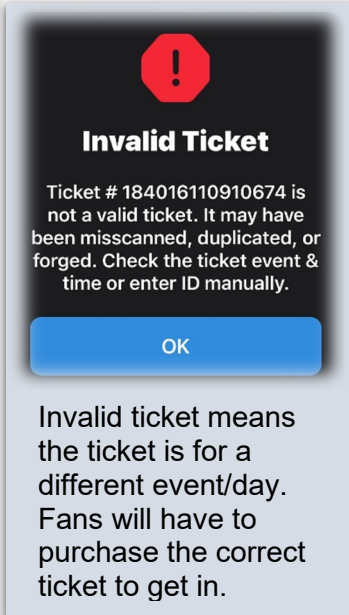 Invalid Ticket
Ticket # 184016110910674 is
not a valid ticket. It may have
been misscanned, duplicated, or
forged. Check the ticket event &
time or enter ID manually.
OK
Invalid ticket means
the ticket is for a
different event/day.
Fans will have to
purchase the correct
ticket to get in.